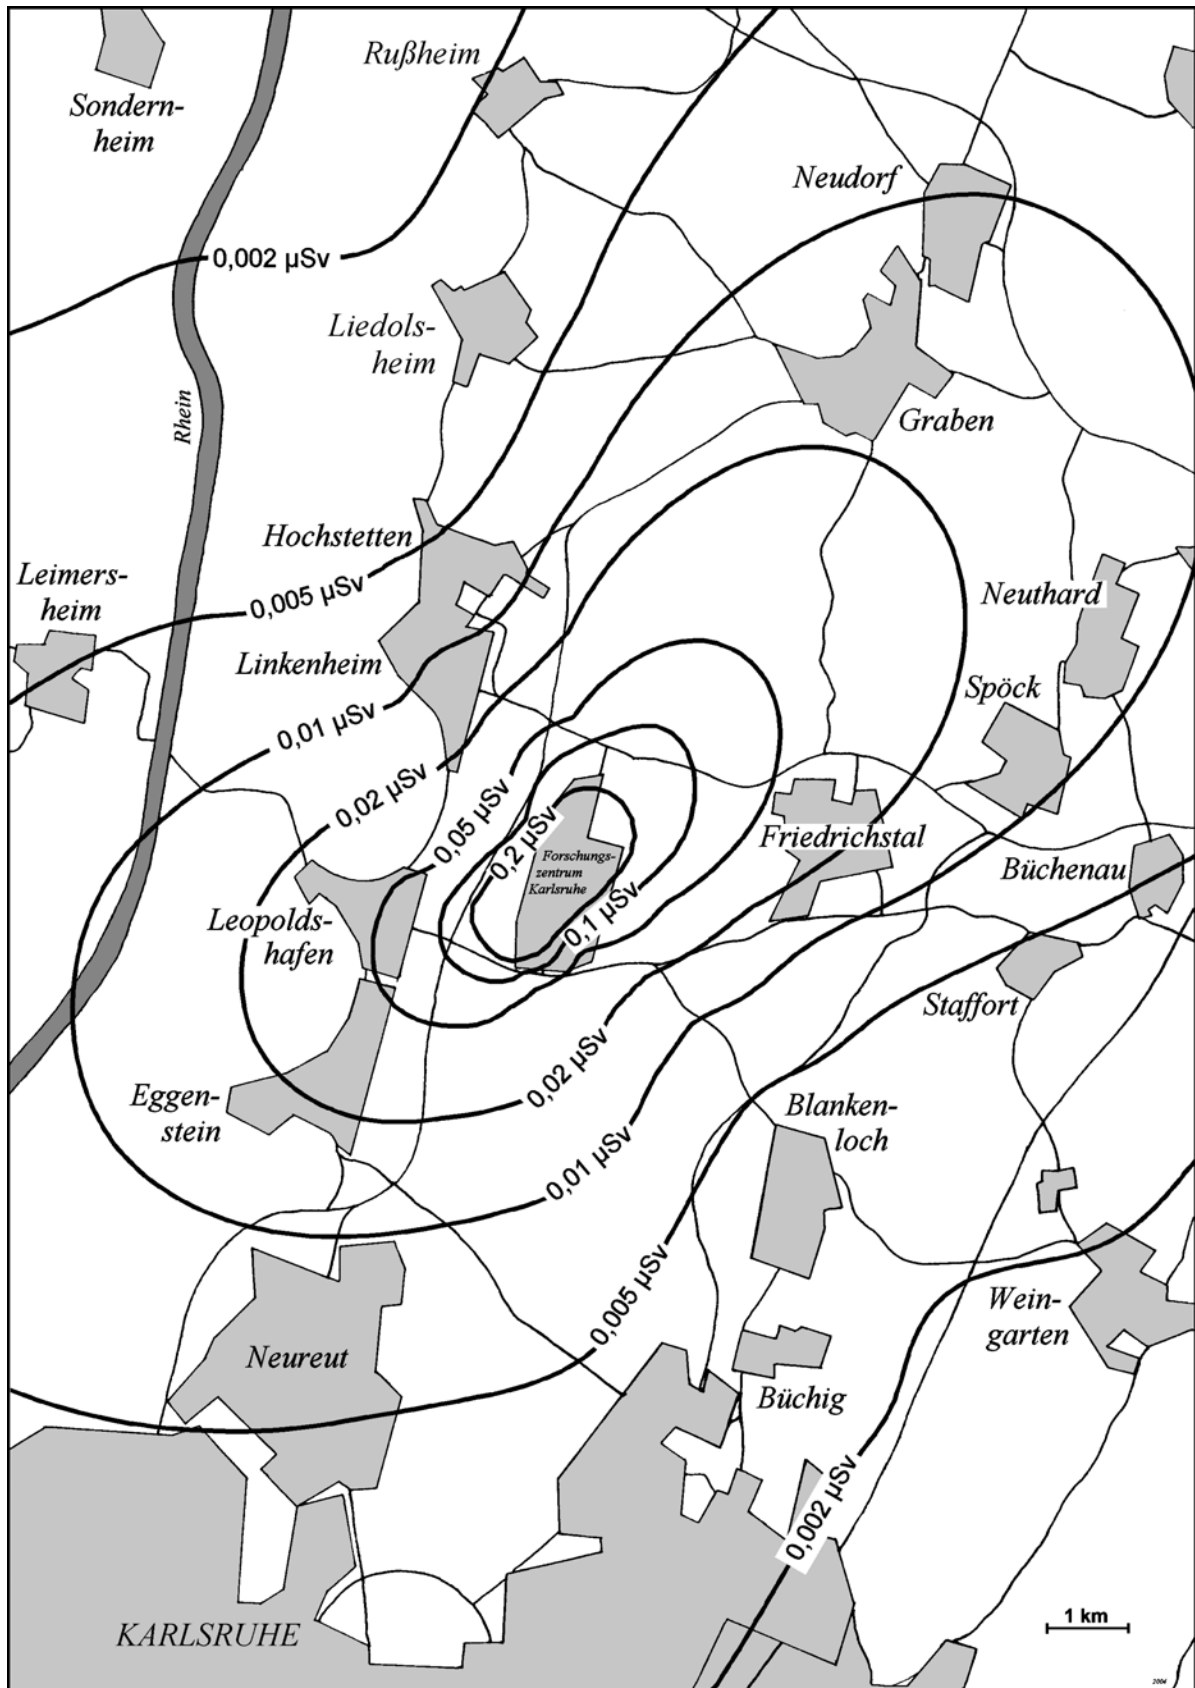 Rußheim
Sondern-
heim
Neudorf
0,002 µSv
Liedols-
heim
Rhein
Graben
Hochstetten
Leimers-
heim
0,005 µSv
Neuthard
Linkenheim
Spöck
0,01 µSv
0,02 µSv
0,05 µSv
0,2 µSv
Friedrichstal
Forschungs-
zentrum
Karlsruhe
Büchenau
0,1 µSv
Leopolds-
hafen
Staffort
0,02 µSv
Eggen-
stein
Blanken-
loch
0,01 µSv
0,005 µSv
Wein-
garten
Neureut
Büchig
0,002 µSv
KARLSRUHE
1 km
2004